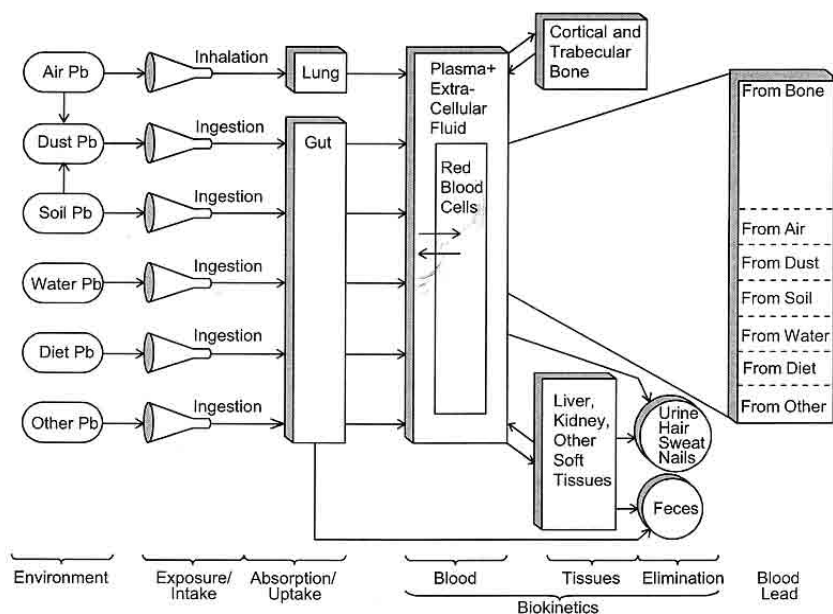 Air Pb
Inhalation
Lung
Plasma+
Extra-
Cellular
Fluid
Cortical and
Trabecular
Bone
Dust Pb
Ingestion
Gut
Red
Blood
Cells
Soil Pb
Ingestion
Water Pb
Ingestion
Diet Pb
Ingestion
Other Pb
Ingestion
Liver,
Kidney,
Other
Soft
Tissues
Urine
Hair
Sweat
Nails
Feces
From Bone
From Air
From Dust
From Soil
From Water
From Diet
From Other
Environment
Exposure/
Intake
Absorption/
Uptake
Blood
Tissues
Elimination
Biokinetics
Blood
Lead